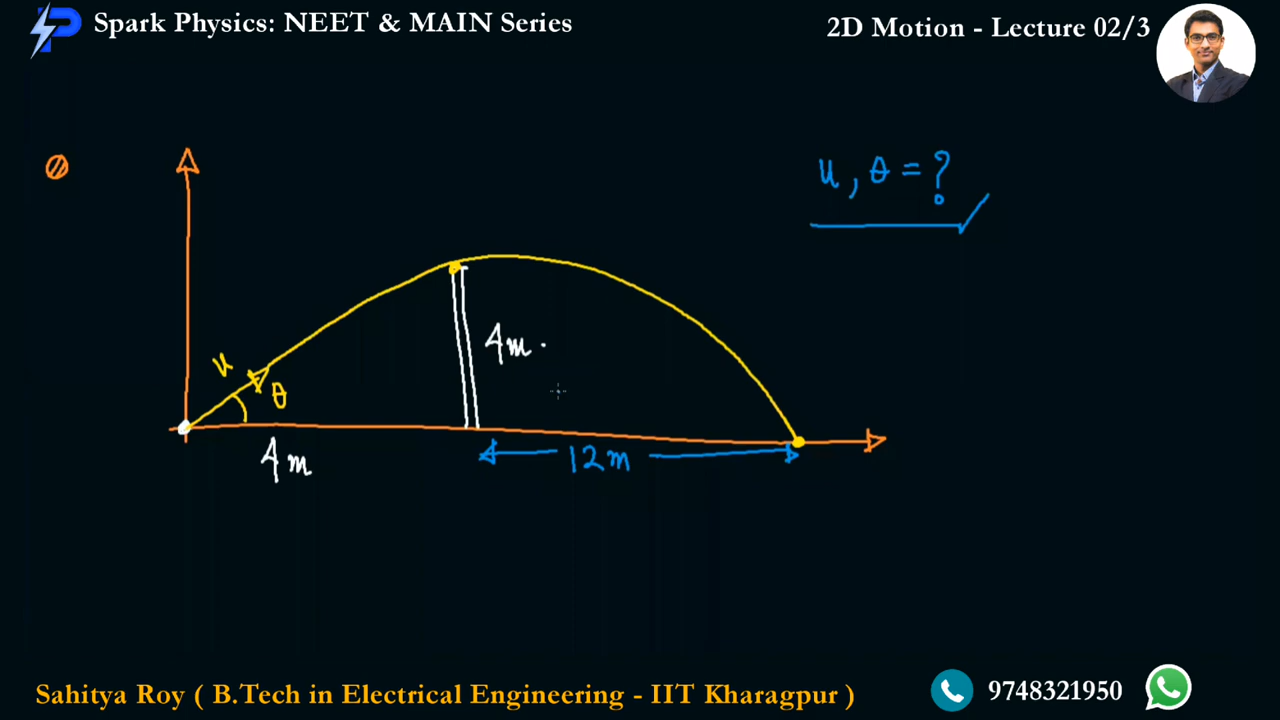 Spark Physics: NEET & MAIN Series
2D Motion - Lecture 02/3
u, θ = ?
u
θ
4m.
4m
12m
Sahitya Roy ( B.Tech in Electrical Engineering - IIT Kharagpur )
9748321950